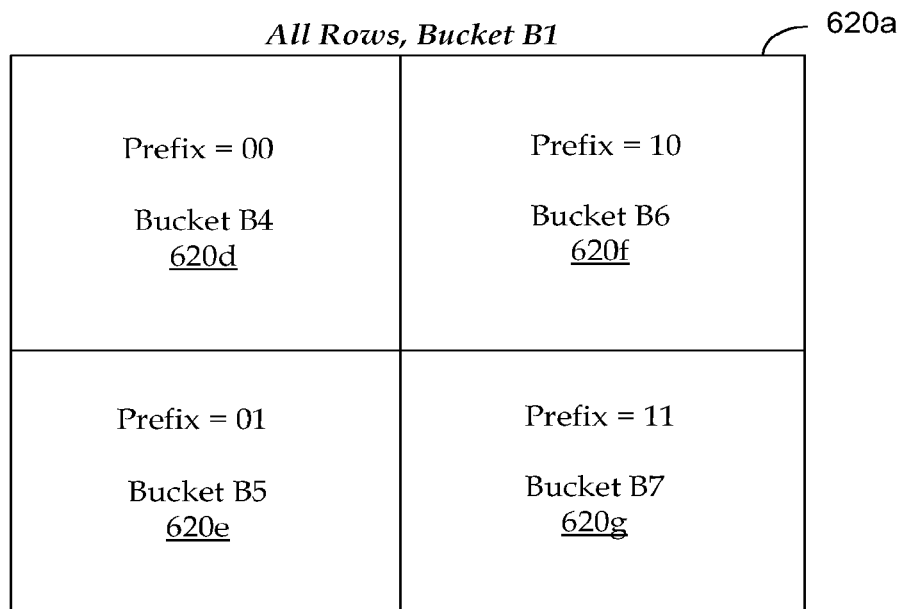 All Rows, Bucket B1
620a
Prefix = 00
Bucket B4
620d
Prefix = 10
Bucket B6
620f
Prefix = 01
Bucket B5
620e
Prefix = 11
Bucket B7
620g